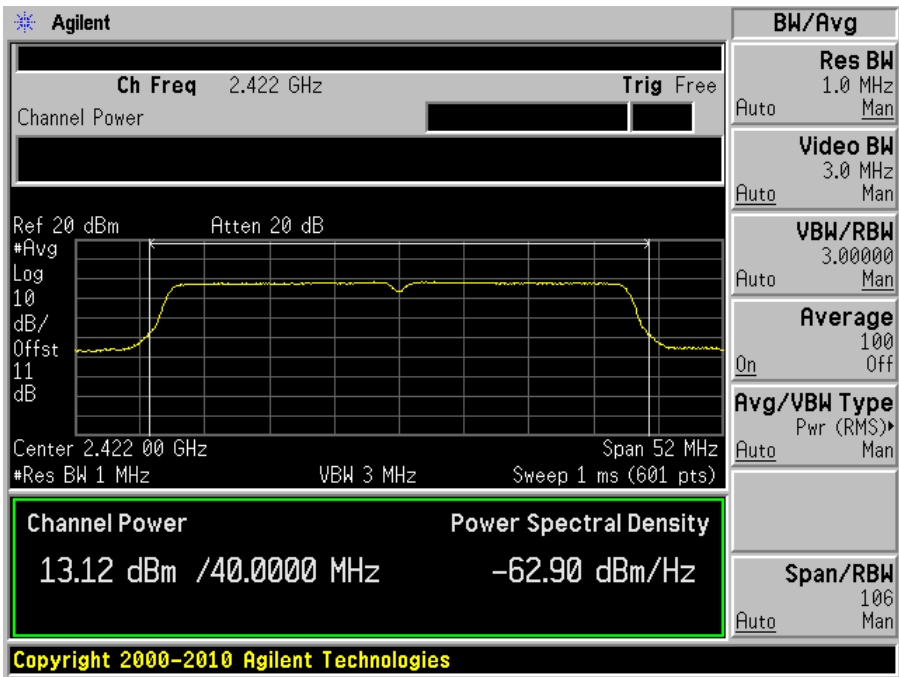 Agilent
BW/Avg
Ch Freq 2.422 GHz Trig Free
Channel Power
Ref 20 dBm Atten 20 dB
#Avg
Log
10
dB/
Offst
11
dB
Center 2.422 00 GHz Span 52 MHz
#Res BW 1 MHz VBW 3 MHz Sweep 1 ms (601 pts)
Channel Power Power Spectral Density
13.12 dBm /40.0000 MHz -62.90 dBm/Hz
Res BW
1.0 MHz
Auto Man
Video BW
3.0 MHz
Auto Man
VBW/RBW
3.00000
Auto Man
Average
100
On Off
Avg/VBW Type
Pwr (RMS)▸
Auto Man
Span/RBW
106
Auto Man
Copyright 2000-2010 Agilent Technologies